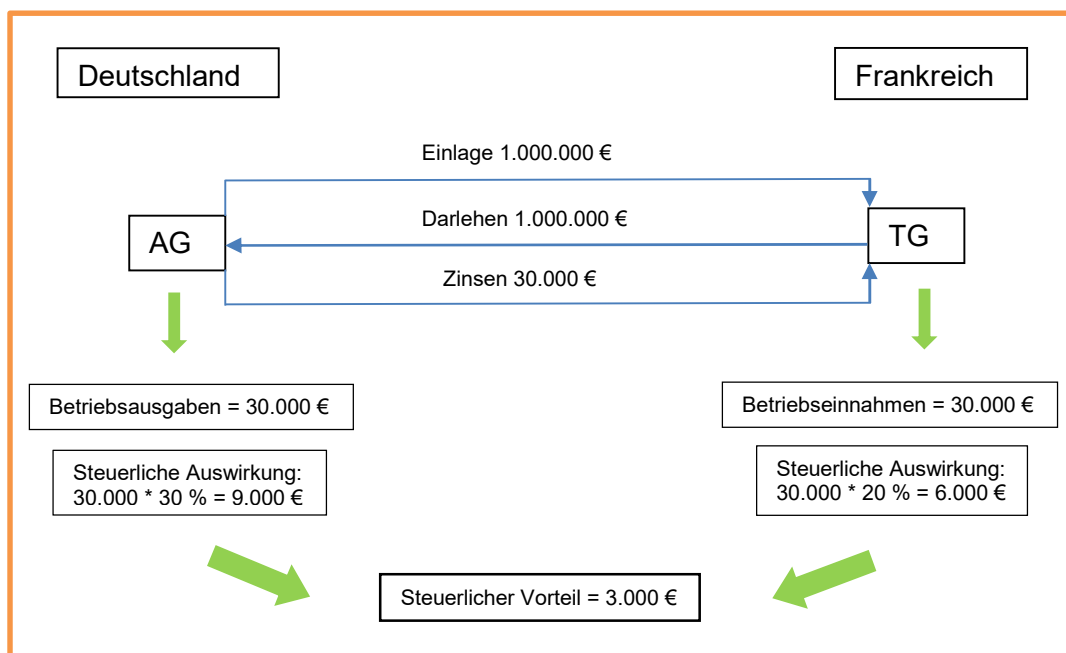 Deutschland
Frankreich
Einlage 1.000.000 €
AG
Darlehen 1.000.000 €
TG
Zinsen 30.000 €
Betriebsausgaben = 30.000 €
Betriebseinnahmen = 30.000 €
Steuerliche Auswirkung:
30.000 * 30 % = 9.000 €
Steuerliche Auswirkung:
30.000 * 20 % = 6.000 €
Steuerlicher Vorteil = 3.000 €